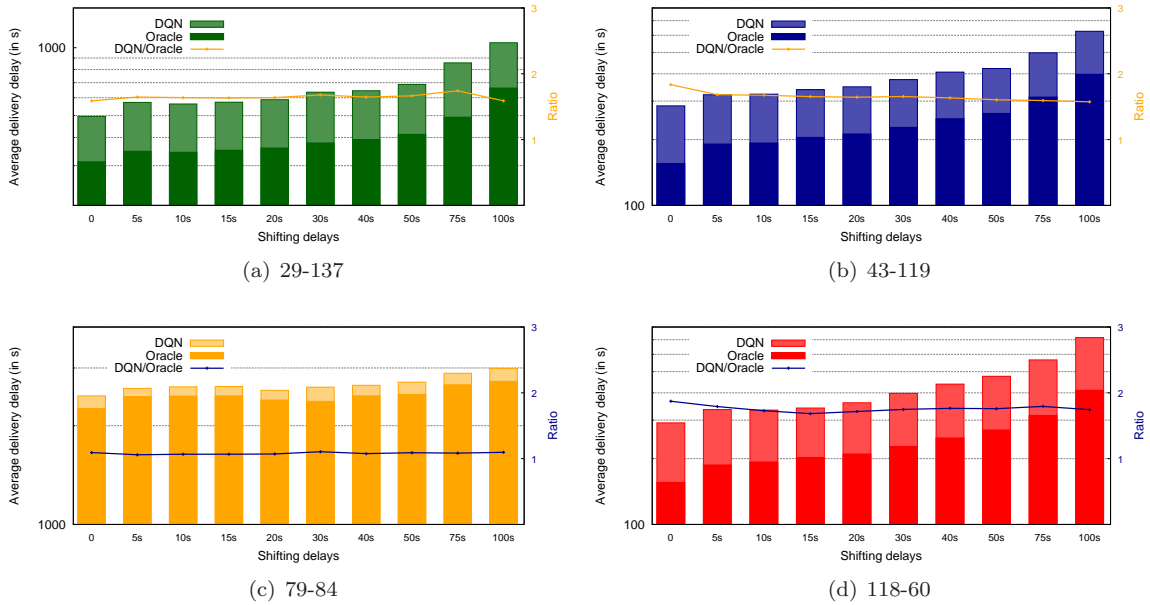 Average delivery delay (in s)
1000
DQN
Oracle
DQN/Oracle
3
2
1
Ratio
0 5s 10s 15s 20s 30s 40s 50s 75s 100s
Shifting delays
(a) 29-137
Average delivery delay (in s)
100
DQN
Oracle
DQN/Oracle
3
2
1
Ratio
0 5s 10s 15s 20s 30s 40s 50s 75s 100s
Shifting delays
(b) 43-119
Average delivery delay (in s)
1000
DQN
Oracle
DQN/Oracle
3
2
1
Ratio
0 5s 10s 15s 20s 30s 40s 50s 75s 100s
Shifting delays
(c) 79-84
Average delivery delay (in s)
100
DQN
Oracle
DQN/Oracle
3
2
1
Ratio
0 5s 10s 15s 20s 30s 40s 50s 75s 100s
Shifting delays
(d) 118-60